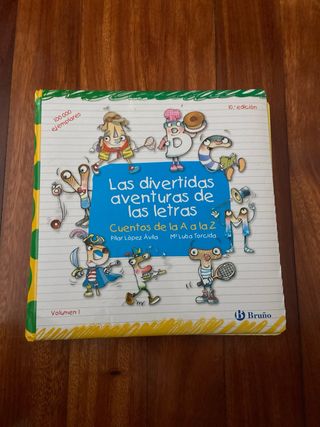 100.000
ejemplares
10.ª edición
Las divertidas
aventuras de
las letras
Cuentos de la A a la Z
Pilar López Ávila Mª Luisa Torcida
Volumen 1
B Bruño